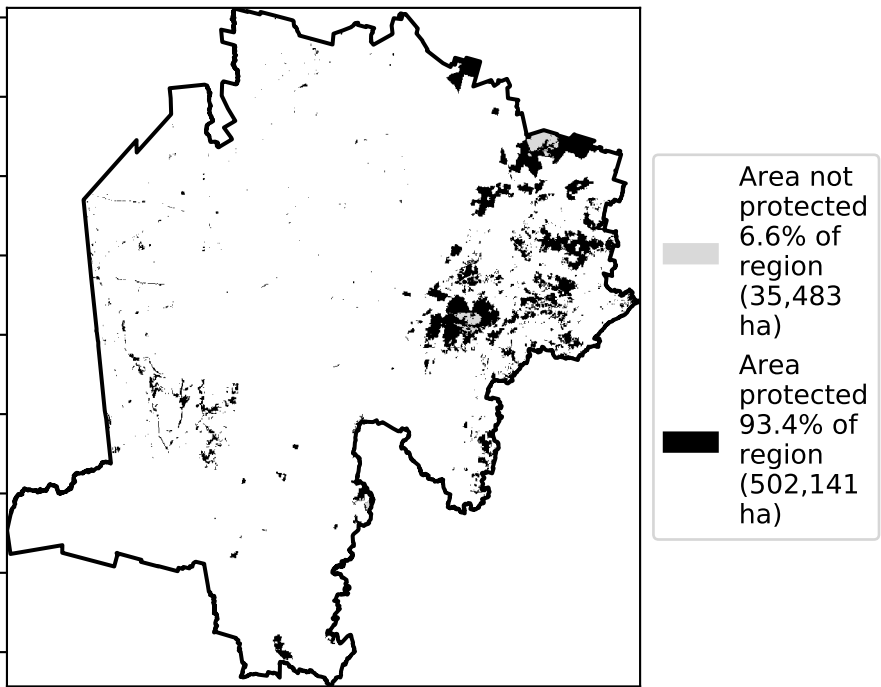 Area not
protected
6.6% of
region
(35,483
ha)
Area
protected
93.4% of
region
(502,141
ha)